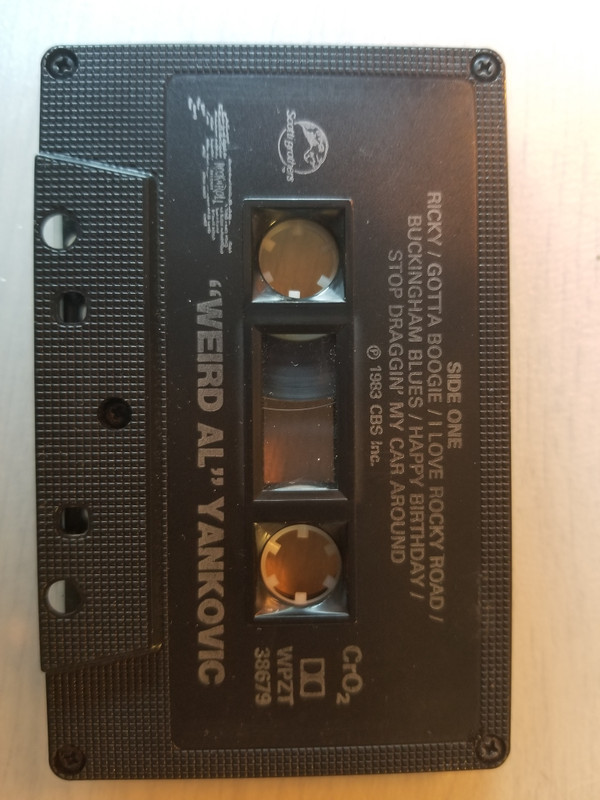 SIDE ONE
RICKY / GOTTA BOOGIE / I LOVE ROCKY ROAD /
BUCKINGHAM BLUES / HAPPY BIRTHDAY /
STOP DRAGGIN' MY CAR AROUND
℗ 1983 CBS Inc.
Scotti Brothers
CrO₂
WPZT
38679
"WEIRD AL" YANKOVIC